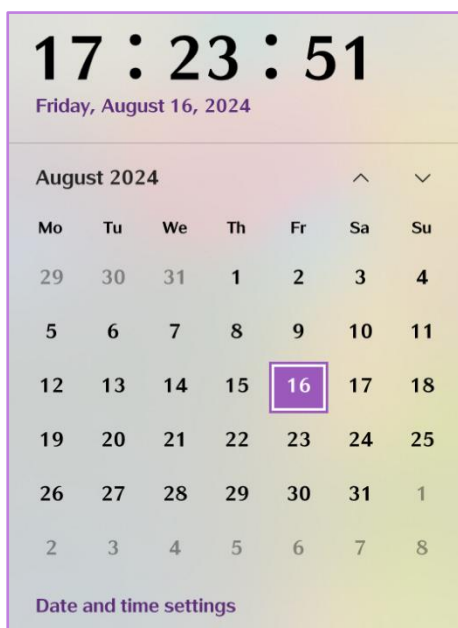 17:23:51
Friday, August 16, 2024
August 2024
Mo Tu We Th Fr Sa Su
29 30 31 1 2 3 4
5 6 7 8 9 10 11
12 13 14 15 16 17 18
19 20 21 22 23 24 25
26 27 28 29 30 31 1
2 3 4 5 6 7 8
Date and time settings